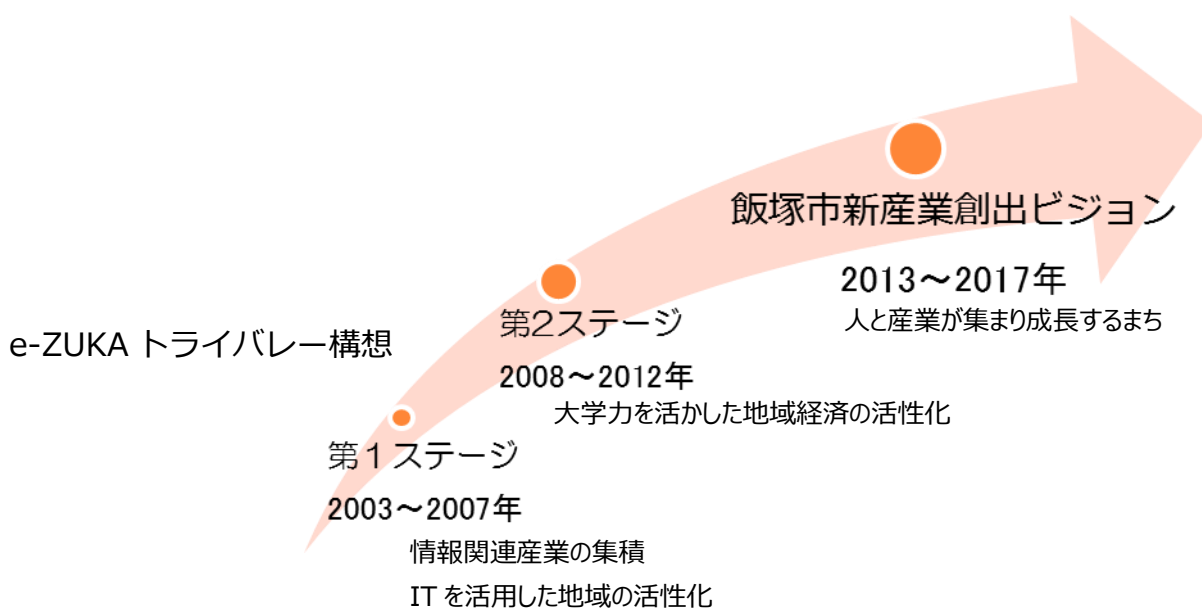 e-ZUKA トライバレー構想
第１ステージ
2003～2007年
情報関連産業の集積
IT を活用した地域の活性化
第2ステージ
2008～2012年
大学力を活かした地域経済の活性化
飯塚市新産業創出ビジョン
2013～2017年
人と産業が集まり成長するまち